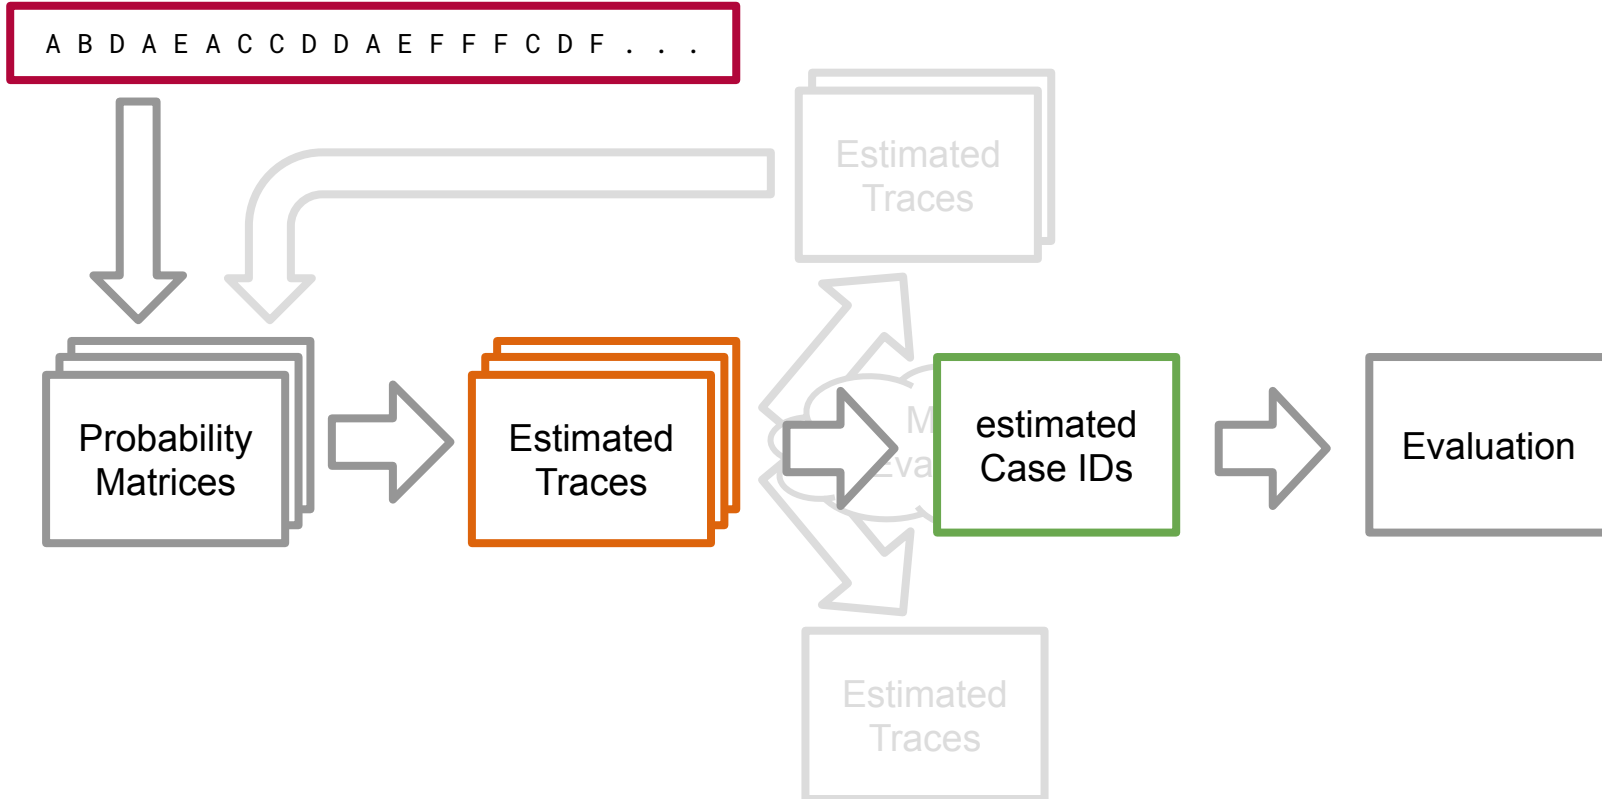 A B D A E A C C D D A E F F F C D F . . .
Estimated
Traces
Probability
Matrices
Estimated
Traces
estimated
Case IDs
Evaluation
Estimated
Traces